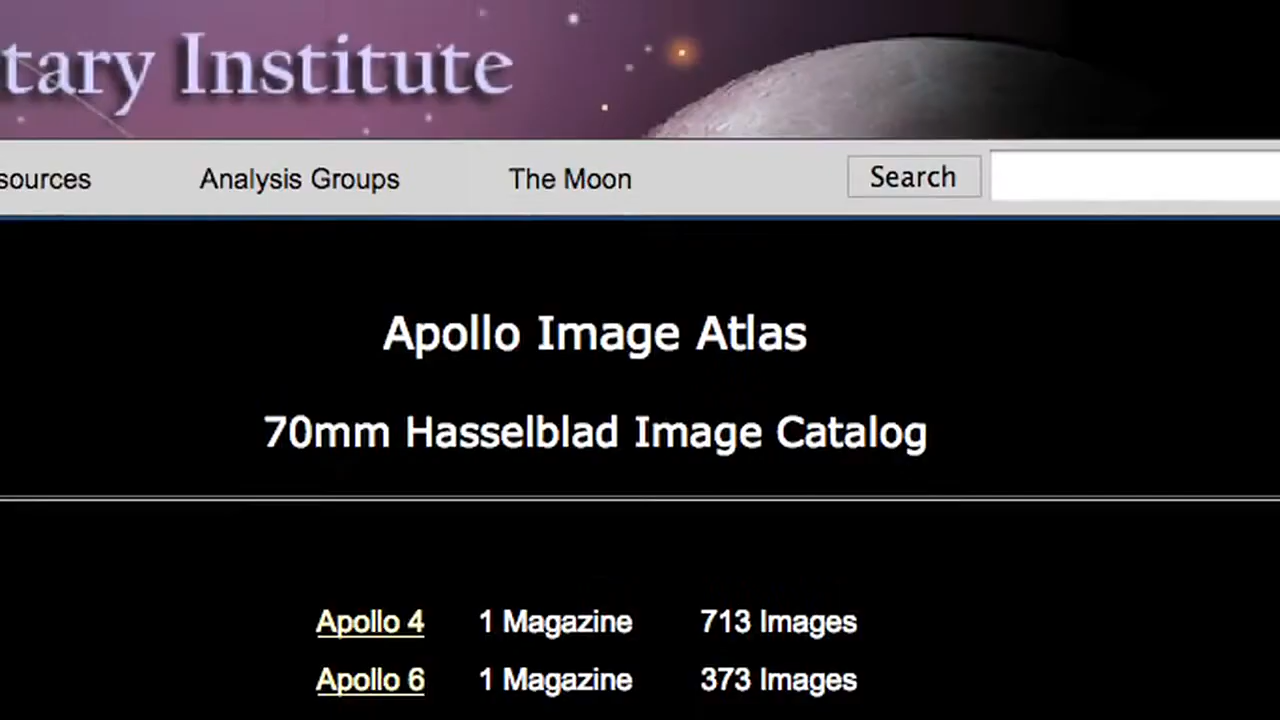 tary Institute
sources Analysis Groups The Moon Search
Apollo Image Atlas
70mm Hasselblad Image Catalog
Apollo 4 1 Magazine 713 Images
Apollo 6 1 Magazine 373 Images